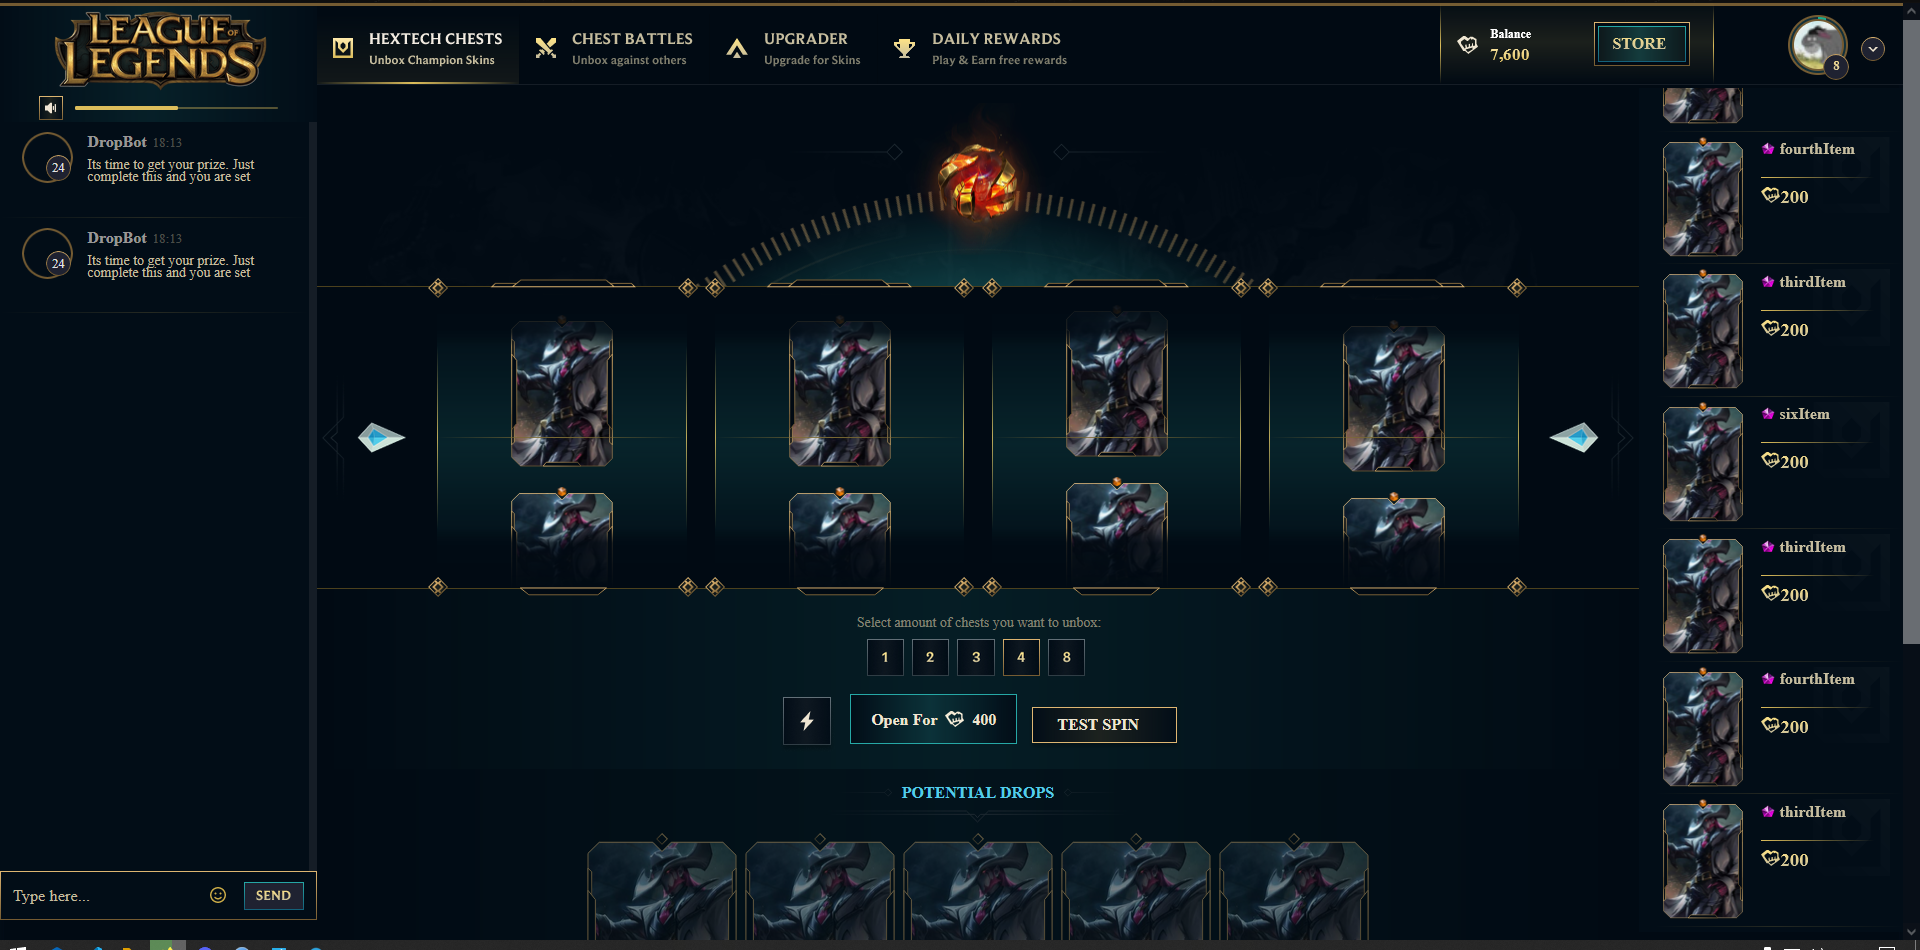 LEAGUE OF LEGENDS
HEXTECH CHESTS
Unbox Champion Skins
CHEST BATTLES
Unbox against others
UPGRADER
Upgrade for Skins
DAILY REWARDS
Play & Earn free rewards
Balance
7,600
STORE
8
DropBot 18:13
24
Its time to get your prize. Just
complete this and you are set
DropBot 18:13
24
Its time to get your prize. Just
complete this and you are set
Type here...
SEND
Select amount of chests you want to unbox:
1 2 3 4 8
Open For 400
TEST SPIN
POTENTIAL DROPS
fourthItem
200
thirdItem
200
sixItem
200
thirdItem
200
fourthItem
200
thirdItem
200